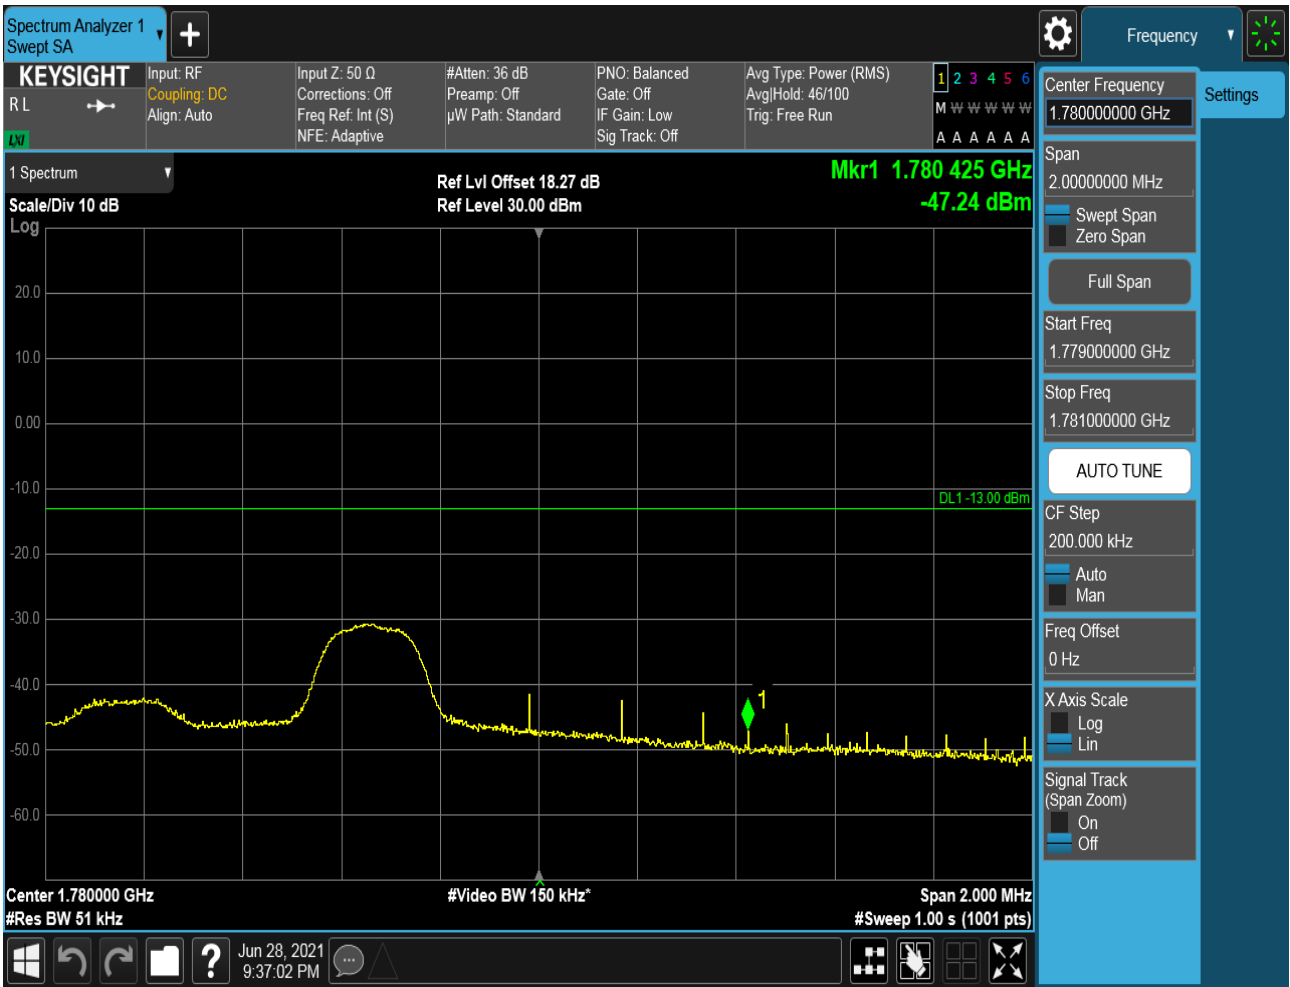 Spectrum Analyzer 1
Swept SA
+
Frequency
KEYSIGHT
R L
LXI
Input: RF
Coupling: DC
Align: Auto
Input Z: 50 Ω
Corrections: Off
Freq Ref: Int (S)
NFE: Adaptive
#Atten: 36 dB
Preamp: Off
µW Path: Standard
PNO: Balanced
Gate: Off
IF Gain: Low
Sig Track: Off
Avg Type: Power (RMS)
Avg|Hold: 46/100
Trig: Free Run
1 2 3 4 5 6
M W W W W W
A A A A A A
1 Spectrum
Scale/Div 10 dB
Log
Ref Lvl Offset 18.27 dB
Ref Level 30.00 dBm
Mkr1 1.780 425 GHz
-47.24 dBm
20.0
10.0
0.00
-10.0
-20.0
-30.0
-40.0
-50.0
-60.0
DL1 -13.00 dBm
1
Center 1.780000 GHz
#Res BW 51 kHz
#Video BW 150 kHz*
Span 2.000 MHz
#Sweep 1.00 s (1001 pts)
Center Frequency
1.780000000 GHz
Settings
Span
2.00000000 MHz
Swept Span
Zero Span
Full Span
Start Freq
1.779000000 GHz
Stop Freq
1.781000000 GHz
AUTO TUNE
CF Step
200.000 kHz
Auto
Man
Freq Offset
0 Hz
X Axis Scale
Log
Lin
Signal Track
(Span Zoom)
On
Off
?
Jun 28, 2021
9:37:02 PM